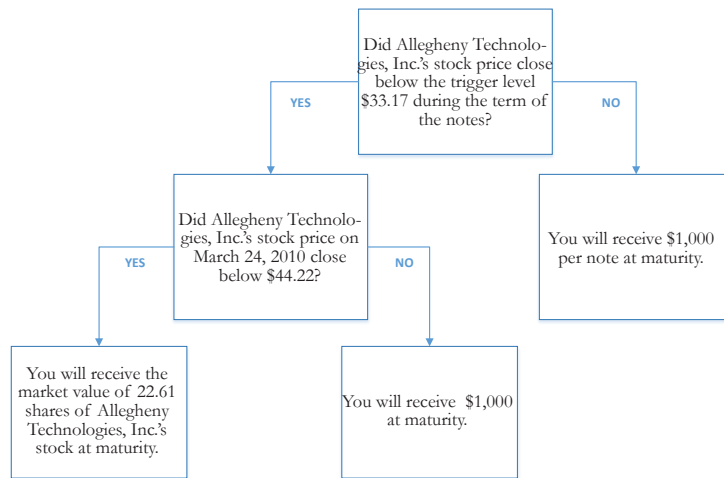 Did Allegheny Technolo-
gies, Inc.'s stock price close
below the trigger level
$33.17 during the term of
the notes?
YES
NO
Did Allegheny Technolo-
gies, Inc.'s stock price on
March 24, 2010 close
below $44.22?
You will receive $1,000
per note at maturity.
YES
NO
You will receive the
market value of 22.61
shares of Allegheny
Technologies, Inc.'s
stock at maturity.
You will receive $1,000
at maturity.